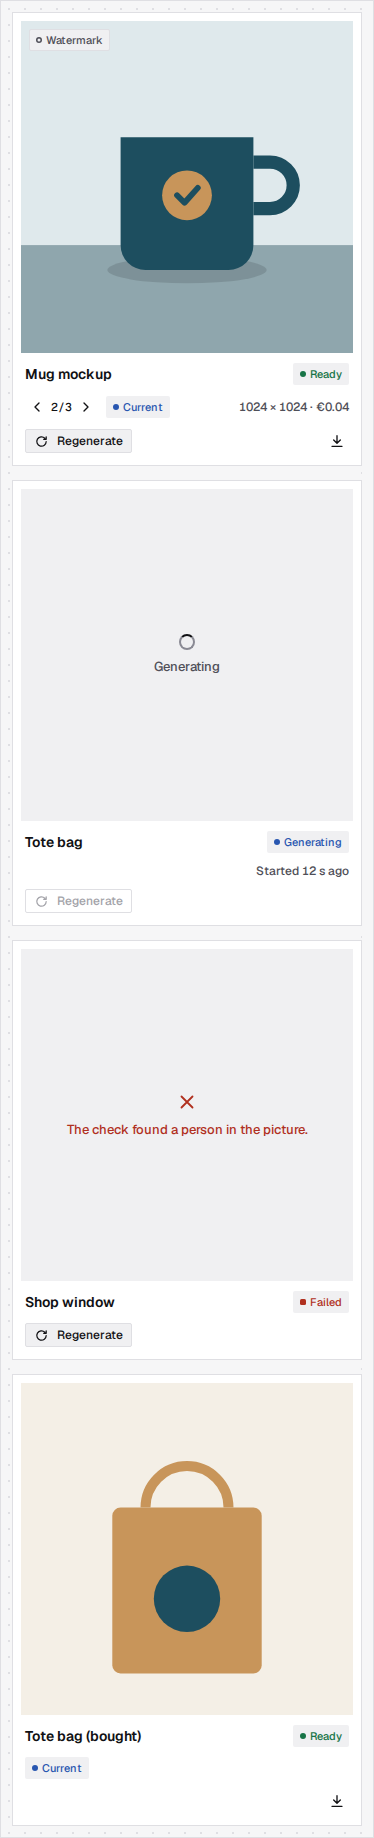 Watermark
Mug mockup
Ready
2/3
Current
1024 × 1024 · €0.04
Regenerate
Generating
Tote bag
Generating
Started 12 s ago
Regenerate
The check found a person in the picture.
Shop window
Failed
Regenerate
Tote bag (bought)
Ready
Current